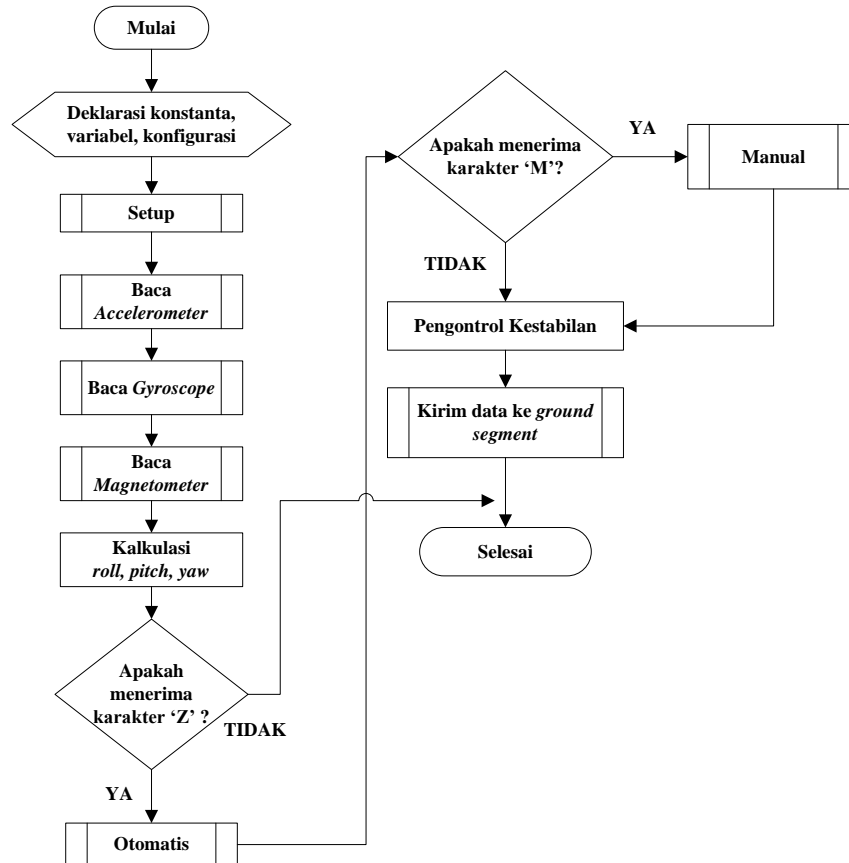 Mulai
Deklarasi konstanta,
variabel, konfigurasi
Setup
Baca
Accelerometer
Baca Gyroscope
Baca
Magnetometer
Kalkulasi
roll, pitch, yaw
Apakah
menerima
karakter ‘Z’ ?
TIDAK
YA
Otomatis
Apakah menerima
karakter ‘M’?
YA
Manual
TIDAK
Pengontrol Kestabilan
Kirim data ke ground
segment
Selesai